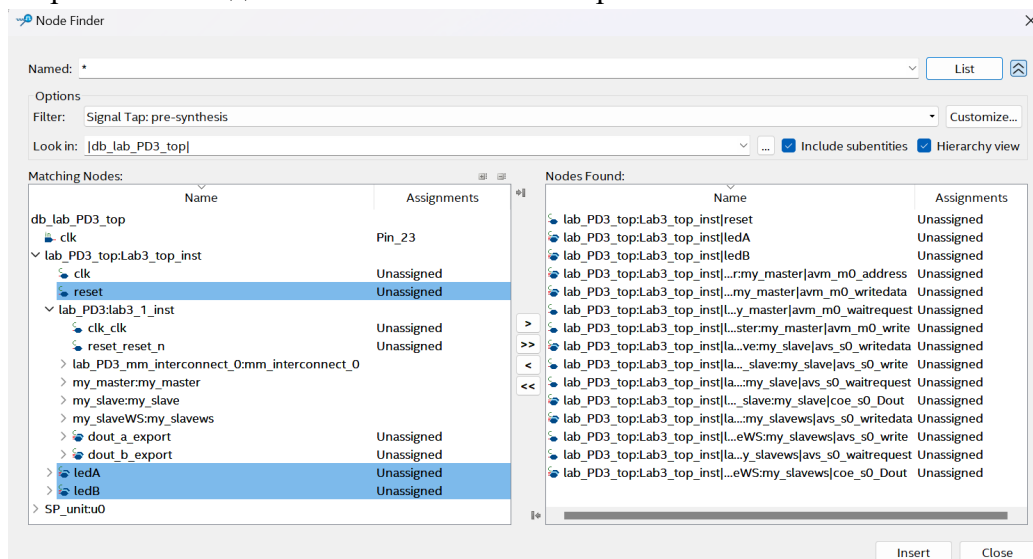 Node Finder
Named: *
List
Options
Filter: Signal Tap: pre-synthesis
Customize...
Look in: |db_lab_PD3_top|
... Include subentities Hierarchy view
Matching Nodes:
Name Assignments
db_lab_PD3_top
clk Pin_23
lab_PD3_top:Lab3_top_inst
clk Unassigned
reset Unassigned
lab_PD3:lab3_1_inst
clk_clk Unassigned
reset_reset_n Unassigned
lab_PD3_mm_interconnect_0:mm_interconnect_0
my_master:my_master
my_slave:my_slave
my_slaveWS:my_slavews
dout_a_export Unassigned
dout_b_export Unassigned
ledA Unassigned
ledB Unassigned
SP_unit:u0
>
>>
<
<<
Nodes Found:
Name Assignments
lab_PD3_top:Lab3_top_inst|reset Unassigned
lab_PD3_top:Lab3_top_inst|ledA Unassigned
lab_PD3_top:Lab3_top_inst|ledB Unassigned
lab_PD3_top:Lab3_top_inst|...r:my_master|avm_m0_address Unassigned
lab_PD3_top:Lab3_top_inst|...my_master|avm_m0_writedata Unassigned
lab_PD3_top:Lab3_top_inst|l...y_master|avm_m0_waitrequest Unassigned
lab_PD3_top:Lab3_top_inst|l...ster:my_master|avm_m0_write Unassigned
lab_PD3_top:Lab3_top_inst|la...ve:my_slave|avs_s0_writedata Unassigned
lab_PD3_top:Lab3_top_inst|l..._slave:my_slave|avs_s0_write Unassigned
lab_PD3_top:Lab3_top_inst|la...:my_slave|avs_s0_waitrequest Unassigned
lab_PD3_top:Lab3_top_inst|l..._slave:my_slave|coe_s0_Dout Unassigned
lab_PD3_top:Lab3_top_inst|la...:my_slavews|avs_s0_writedata Unassigned
lab_PD3_top:Lab3_top_inst|l...eWS:my_slavews|avs_s0_write Unassigned
lab_PD3_top:Lab3_top_inst|la...y_slavews|avs_s0_waitrequest Unassigned
lab_PD3_top:Lab3_top_inst|l...eWS:my_slavews|coe_s0_Dout Unassigned
Insert
Close